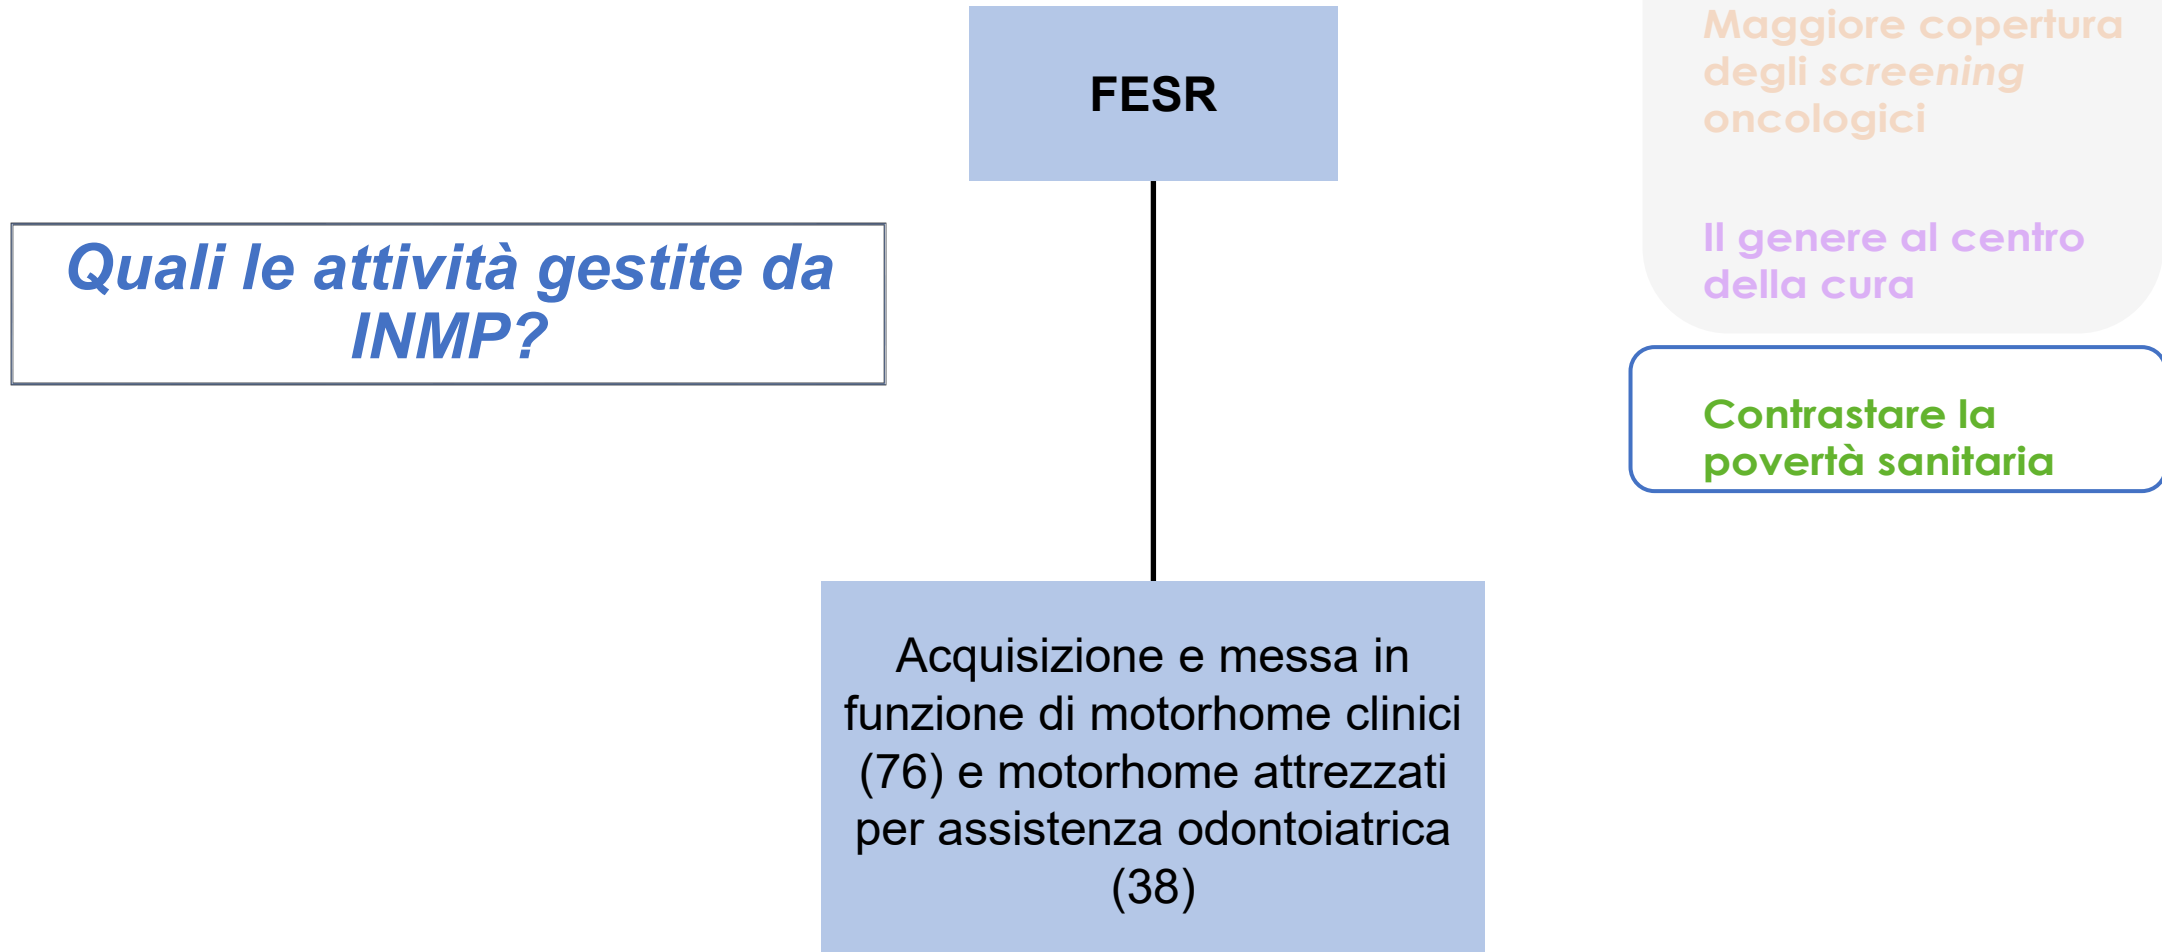 FESR
Quali le attività gestite da
INMP?
Acquisizione e messa in
funzione di motorhome clinici
(76) e motorhome attrezzati
per assistenza odontoiatrica
(38)
Maggiore copertura
degli screening
oncologici
Il genere al centro
della cura
Contrastare la
povertà sanitaria